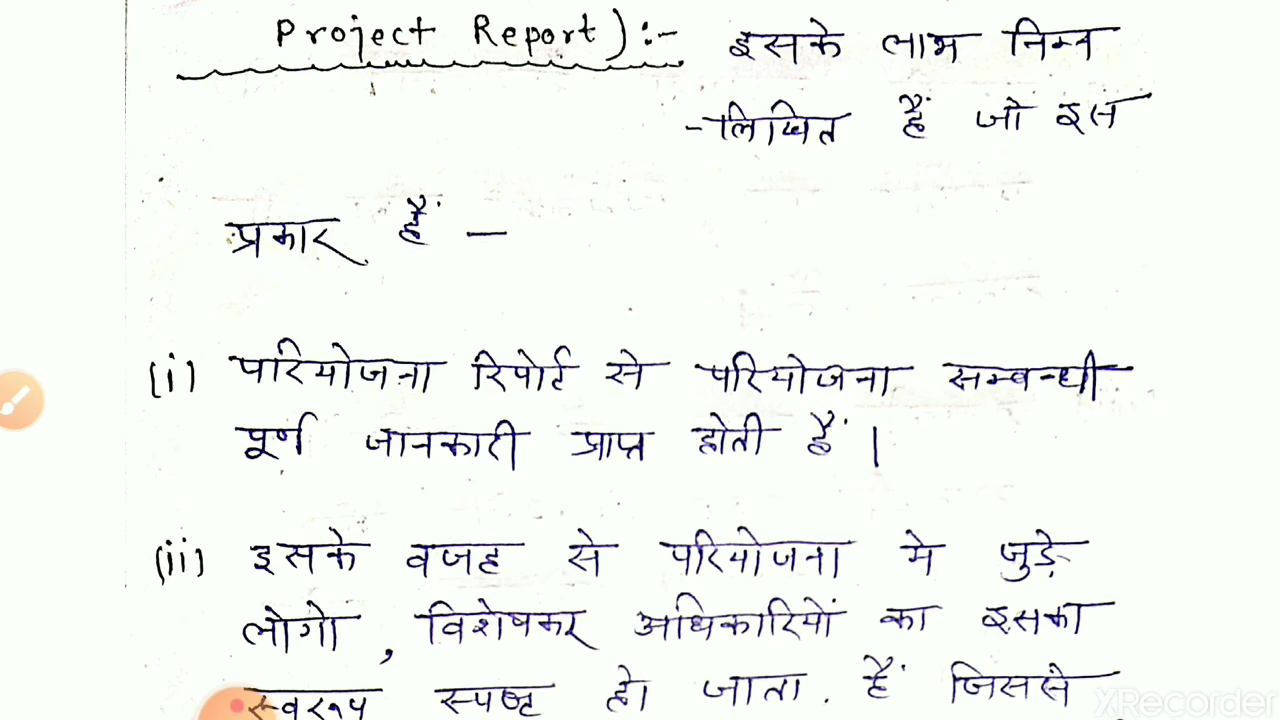 Project Report) :- इसके लाभ निम्न
-लिखित हैं जो इस
प्रकार हैं —
(i) परियोजना रिपोर्ट से परियोजना सम्बन्धी
पूर्ण जानकारी प्राप्त होती हैं |
(ii) इसके वजह से परियोजना मे जुड़े
लोगो , विशेषकर अधिकारियों का इसका
स्वरूप स्पष्ट हो जाता . हैं जिससे
XRecorder